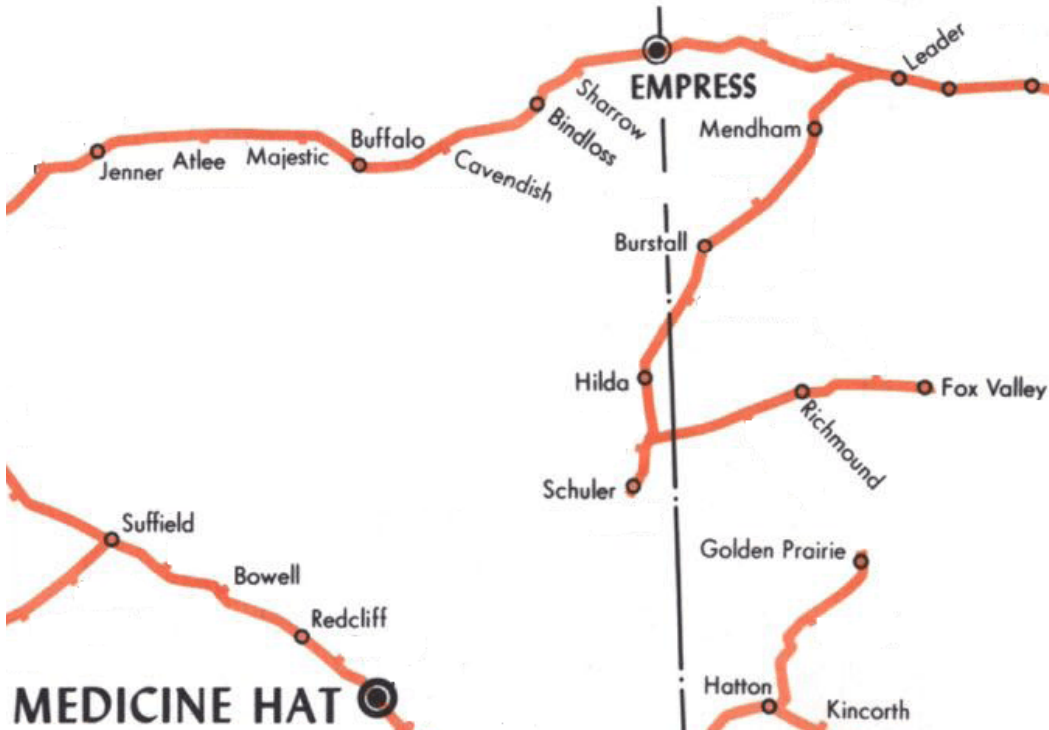 Leader
EMPRESS
Sharrow
Mendham
Bindloss
Buffalo
Majestic
Atlee
Jenner
Cavendish
Burstall
Hilda
Fox Valley
Richmound
Schuler
Suffield
Golden Prairie
Bowell
Redcliff
MEDICINE HAT
Hatton
Kincorth